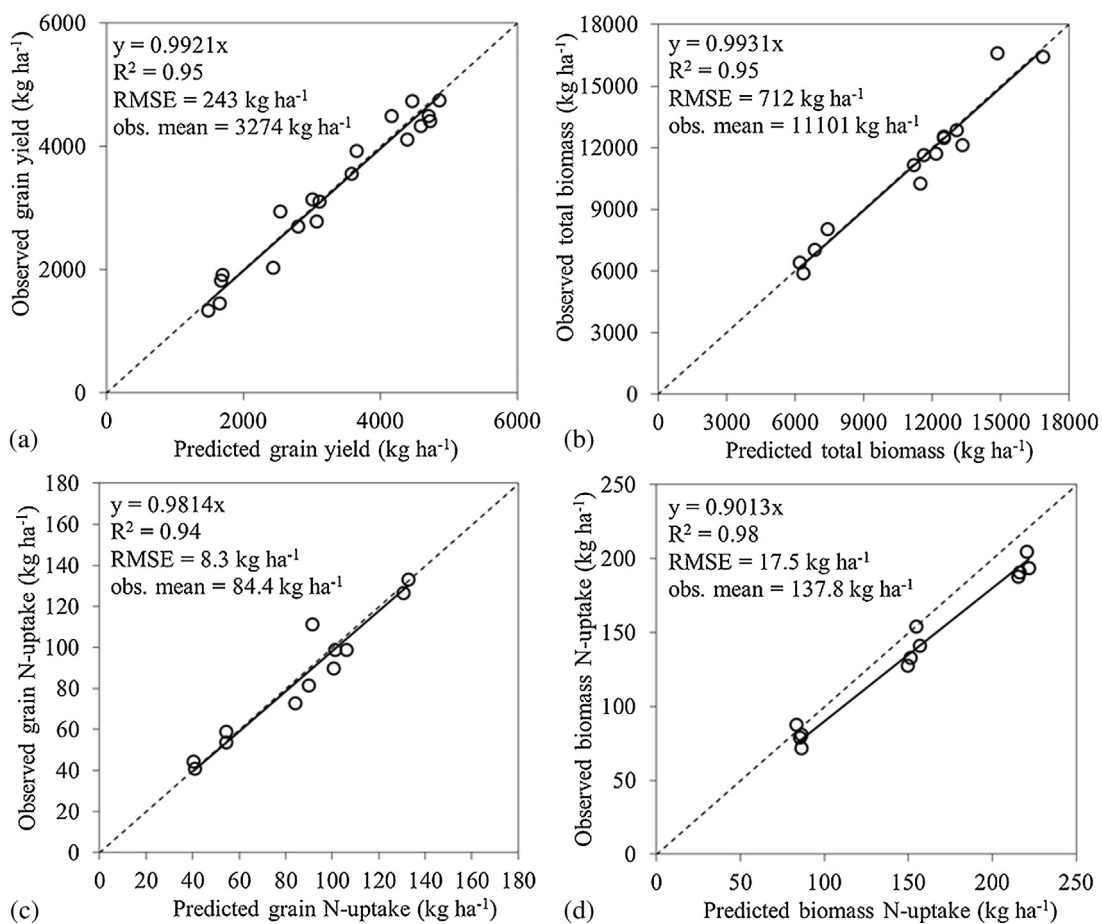 y = 0.9921x
R² = 0.95
RMSE = 243 kg ha⁻¹
obs. mean = 3274 kg ha⁻¹
Observed grain yield (kg ha⁻¹)
6000
4000
2000
0
0 2000 4000 6000
(a)
Predicted grain yield (kg ha⁻¹)
y = 0.9931x
R² = 0.95
RMSE = 712 kg ha⁻¹
obs. mean = 11101 kg ha⁻¹
Observed total biomass (kg ha⁻¹)
18000
15000
12000
9000
6000
3000
0
0 3000 6000 9000 12000 15000 18000
(b)
Predicted total biomass (kg ha⁻¹)
y = 0.9814x
R² = 0.94
RMSE = 8.3 kg ha⁻¹
obs. mean = 84.4 kg ha⁻¹
Observed grain N-uptake (kg ha⁻¹)
180
160
140
120
100
80
60
40
20
0
0 20 40 60 80 100 120 140 160 180
(c)
Predicted grain N-uptake (kg ha⁻¹)
y = 0.9013x
R² = 0.98
RMSE = 17.5 kg ha⁻¹
obs. mean = 137.8 kg ha⁻¹
Observed biomass N-uptake (kg ha⁻¹)
250
200
150
100
50
0
0 50 100 150 200 250
(d)
Predicted biomass N-uptake (kg ha⁻¹)